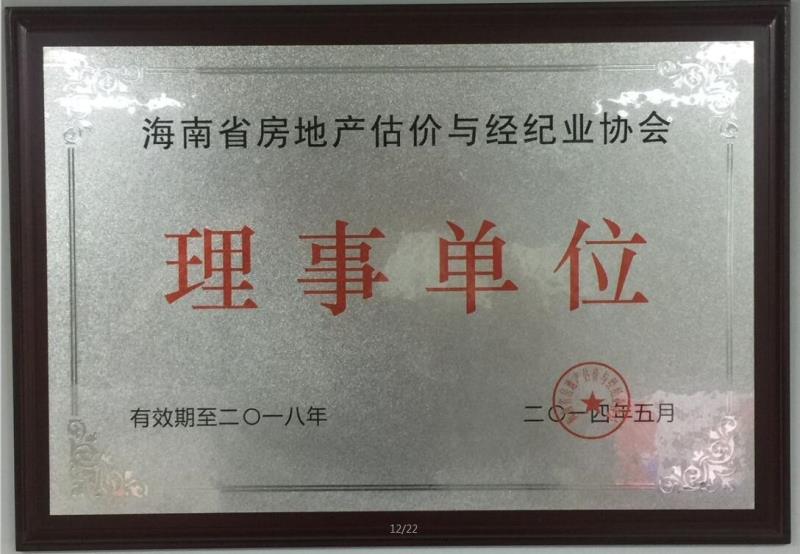 海南省房地产估价与经纪业协会
理事单位
有效期至二〇一八年
二〇一四年五月
12/22